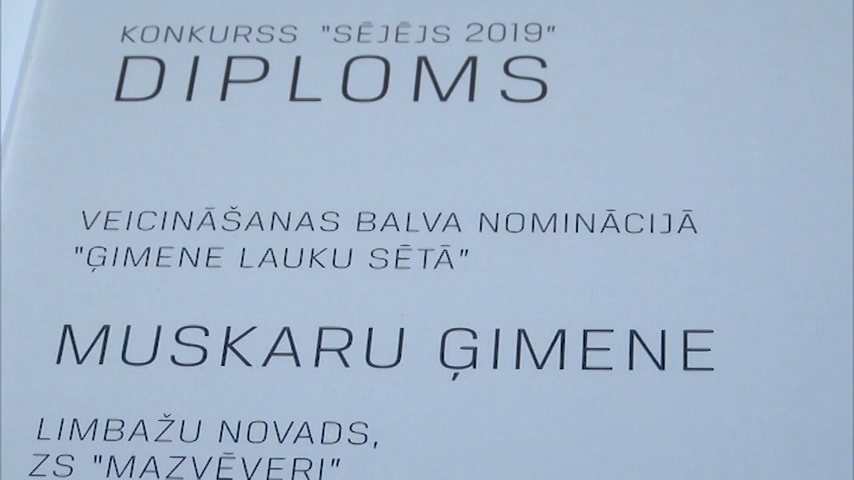 KONKURSS "SĒJĒJS 2019"
DIPLOMS
VEICINĀŠANAS BALVA NOMINĀCIJĀ
"ĢIMENE LAUKU SĒTĀ"
MUSKARU ĢIMENE
LIMBAŽU NOVADS,
ZS "MAZVĒVERI"